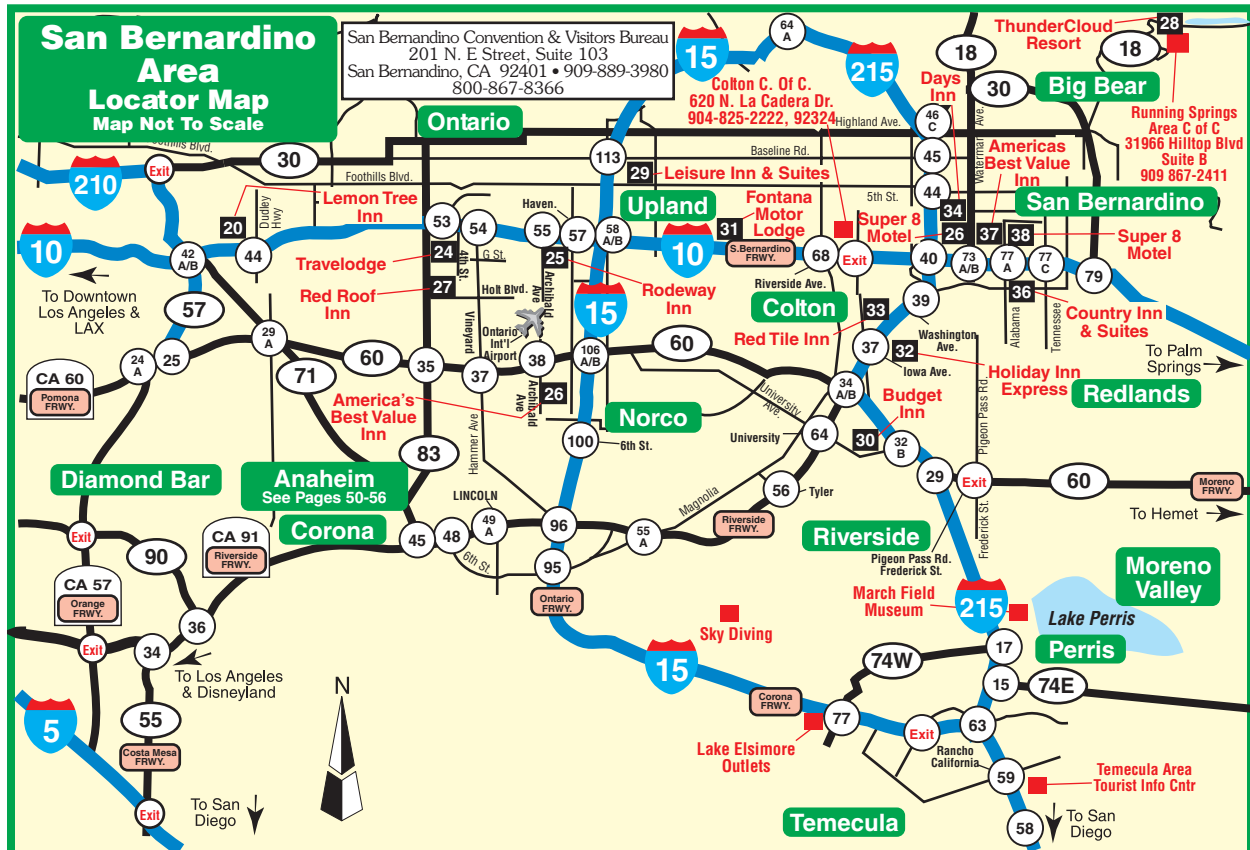 San Bernardino
Area
Locator Map
Map Not To Scale
San Bernandino Convention & Visitors Bureau
201 N. E Street, Suite 103
San Bernandino, CA 92401 • 909-889-3980
800-867-8366
15
64
A
215
18
ThunderCloud
Resort
28
18
Colton C. Of C.
620 N. La Cadera Dr.
904-825-2222, 92324
Days
Inn
30
Big Bear
Running Springs
Area C of C
31966 Hilltop Blvd
Suite B
909 867-2411
Ontario
46
C
Highland Ave.
Waterman Ave.
Foothills Blvd.
30
Exit
210
113
Baseline Rd.
45
Americas
Best Value
Inn
29
Leisure Inn & Suites
Foothills Blvd.
44
5th St.
San Bernardino
Lemon Tree
Inn
20
Dudley
Hwy
Haven.
Upland
Fontana
Motor
Lodge
31
34
Super 8
Motel
26
37
38
Super 8
Motel
10
42
A/B
44
53
54
55
57
58
A/B
10
S.Bernardino
FRWY.
68
Exit
40
73
A/B
77
A
77
C
79
Travelodge
24
4th St.
G St.
25
Rodeway
Inn
Riverside Ave.
36
Country Inn
& Suites
To Downtown
Los Angeles &
LAX
57
Red Roof
Inn
27
Holt Blvd.
Archibald
Ave
15
Colton
39
33
Red Tile Inn
Washington
Ave.
Alabama
Tennessee
Vineyard
Ontario
Int'l
Airport
29
A
24
A
25
60
35
37
38
106
A/B
60
37
Iowa Ave.
32
Holiday Inn
Express
To Palm
Springs
CA 60
Pomona
FRWY.
71
America's
Best Value
Inn
26
Archibald
Ave
34
A/B
Budget
Inn
Pigeon Pass Rd.
Redlands
University
Ave.
Norco
83
Hammer Ave
100
6th St.
University
64
30
32
B
Diamond Bar
Anaheim
See Pages 50-56
Corona
29
Exit
60
Moreno
FRWY.
To Hemet
56
Tyler
Magnolia
LINCOLN
Exit
90
CA 91
Riverside
FRWY.
45
48
49
A
96
55
A
Riverside
FRWY.
Riverside
Pigeon Pass Rd.
Frederick St.
Frederick St.
6th St.
95
Moreno
Valley
CA 57
Orange
FRWY.
36
Ontario
FRWY.
March Field
Museum
215
Lake Perris
Sky Diving
Exit
34
To Los Angeles
& Disneyland
74W
17
Perris
N
15
15
74E
5
55
Costa Mesa
FRWY.
Corona
FRWY.
77
Exit
63
Lake Elsimore
Outlets
Rancho
California
59
Temecula Area
Tourist Info Cntr
Exit
To San
Diego
Temecula
58
To San
Diego